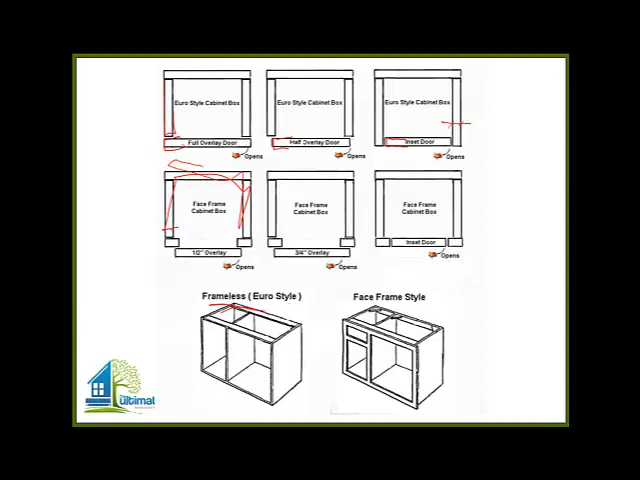 Euro Style Cabinet Box
Euro Style Cabinet Box
Euro Style Cabinet Box
Full Overlay Door
Half Overlay Door
Inset Door
Opens
Opens
Opens
Face Frame
Cabinet Box
Face Frame
Cabinet Box
Face Frame
Cabinet Box
Inset Door
1/2" Overlay
3/4" Overlay
Opens
Opens
Opens
Frameless ( Euro Style )
Face Frame Style
ultimat